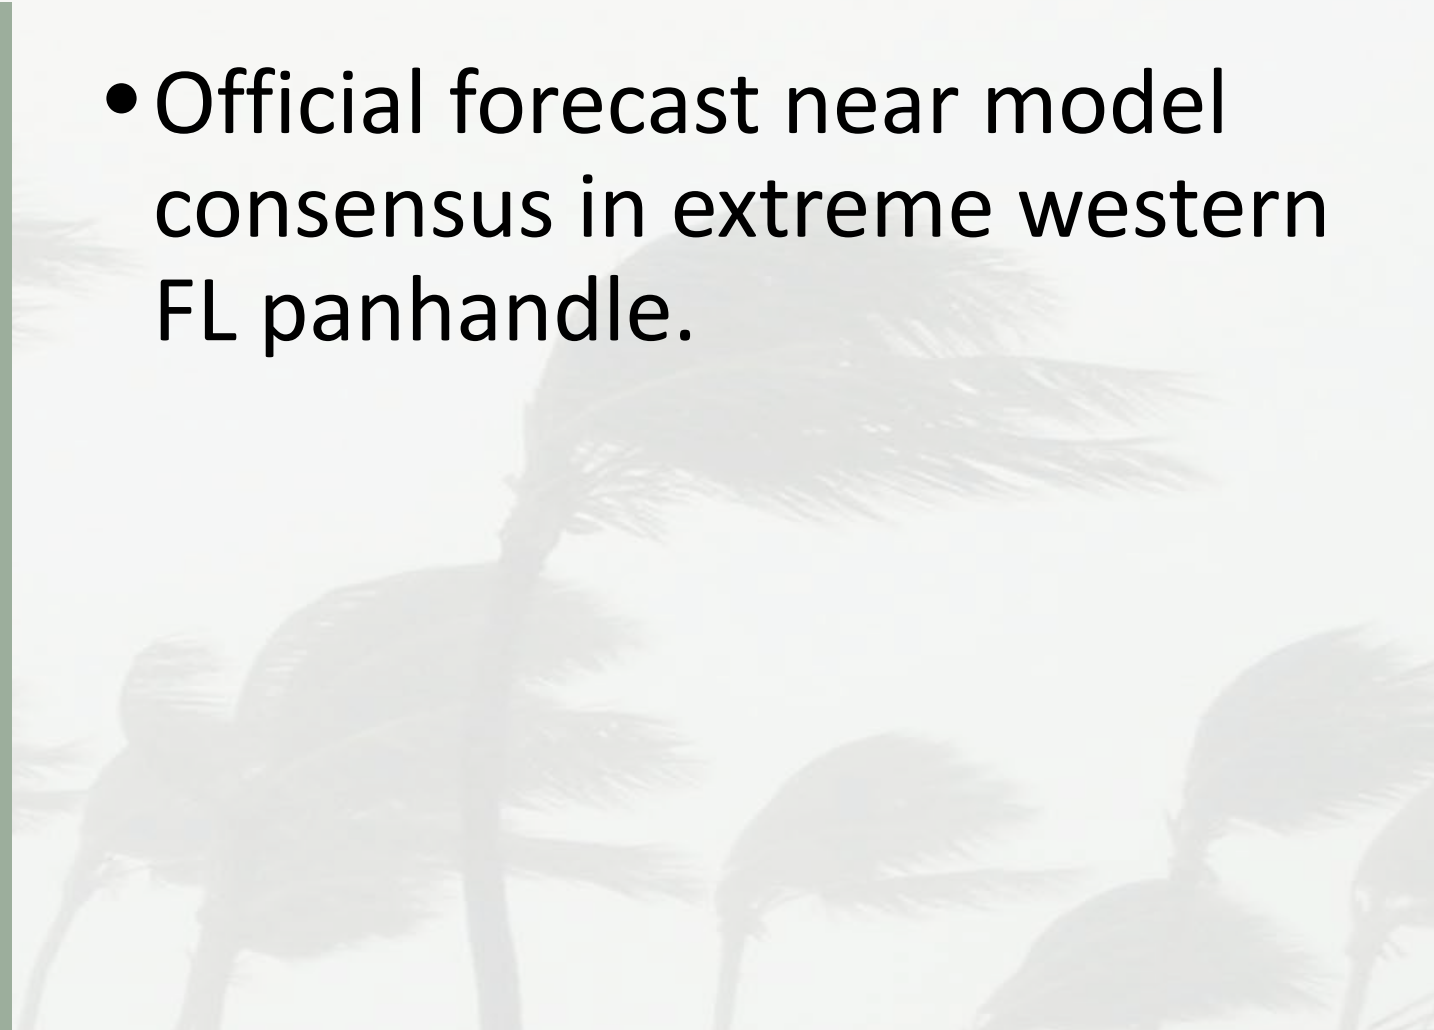 •Official forecast near model
consensus in extreme western
FL panhandle.